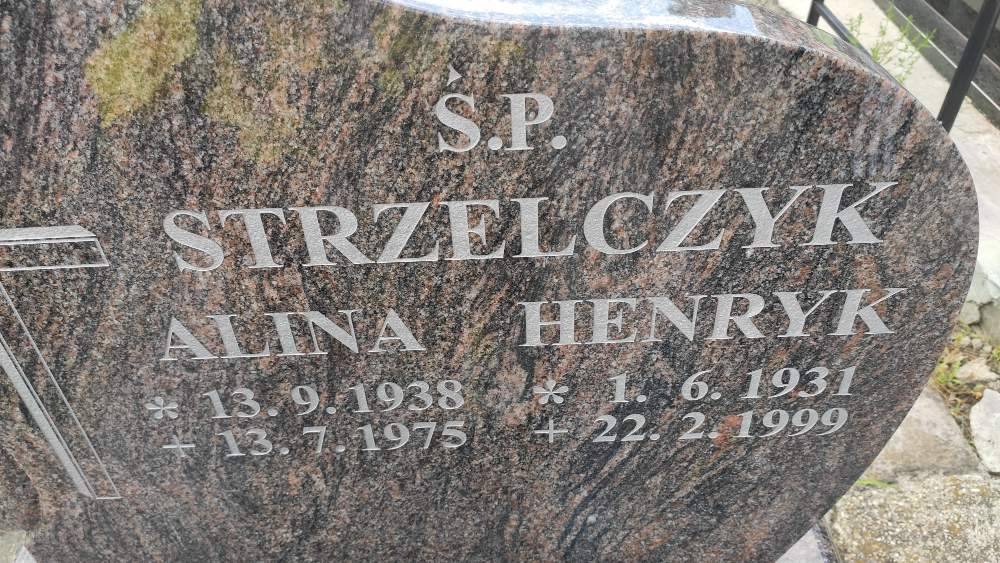 Ś.P.
STRZELCZYK
ALINA HENRYK
* 13. 9. 1938 * 1. 6. 1931
+ 13. 7. 1975 + 22. 2. 1999